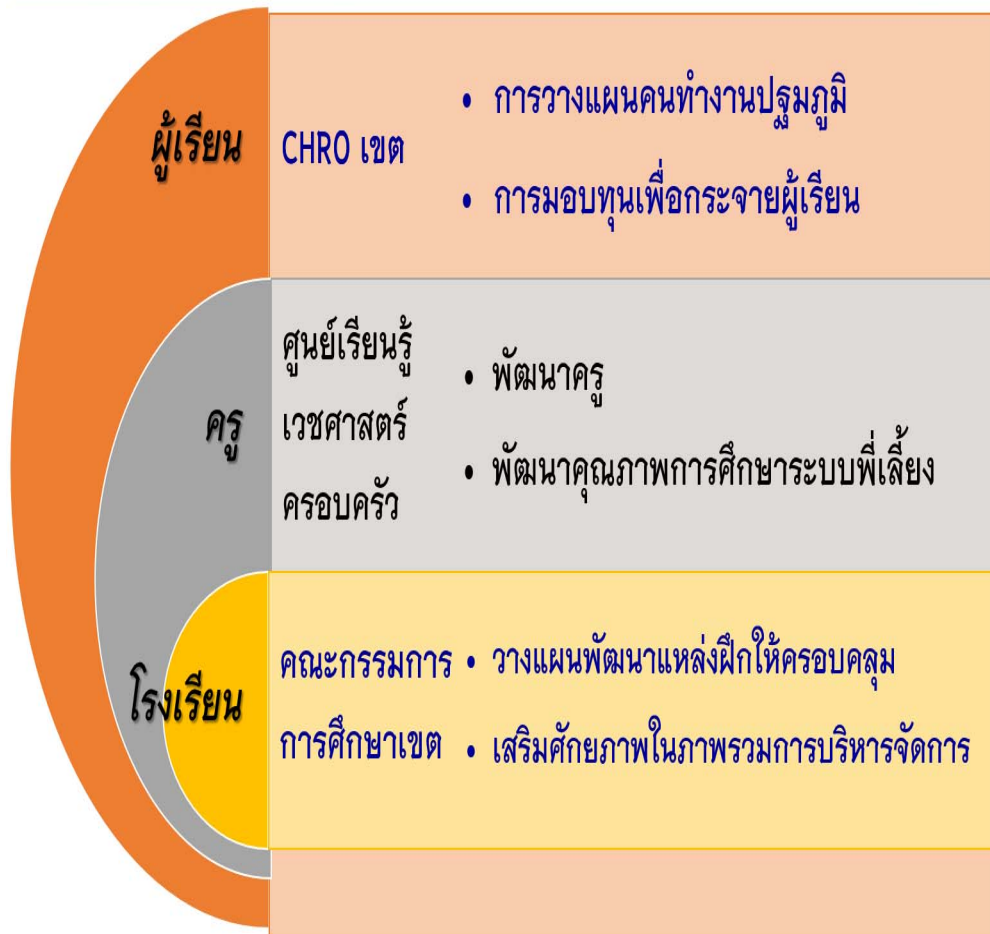 ผู้เรียน
CHRO เขต
• การวางแผนคนทำงานปฐมภูมิ
• การมอบทุนเพื่อกระจายผู้เรียน
ครู
ศูนย์เรียนรู้
เวชศาสตร์
ครอบครัว
• พัฒนาครู
• พัฒนาคุณภาพการศึกษาระบบพี่เลี้ยง
โรงเรียน
คณะกรรมการ
การศึกษาเขต
• วางแผนพัฒนาแหล่งฝึกให้ครอบคลุม
• เสริมศักยภาพในภาพรวมการบริหารจัดการ